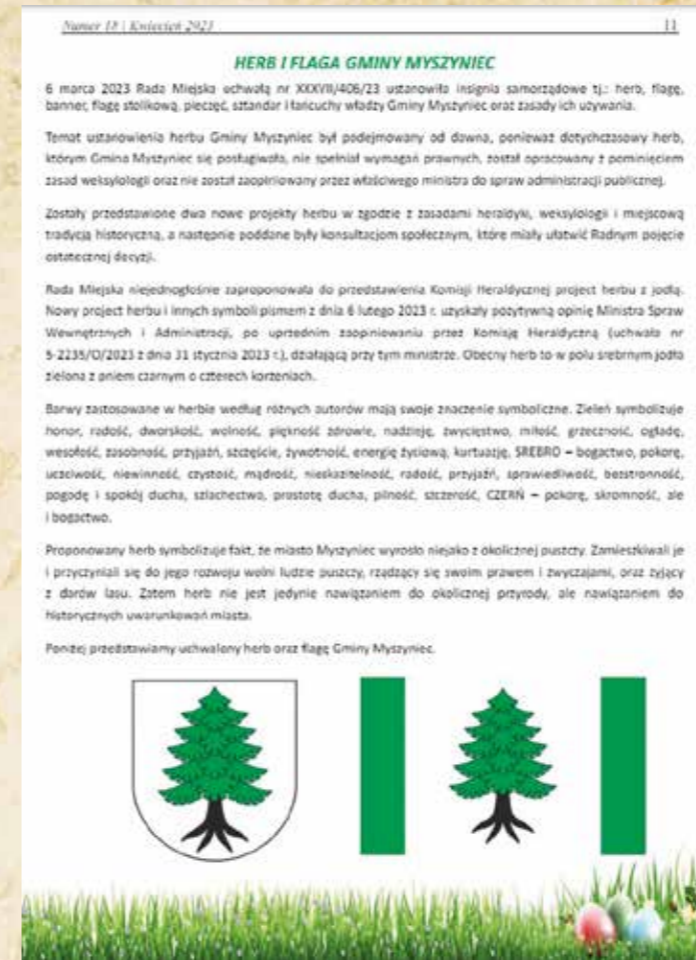 Numer 18 | Kwiecień 2023
11
HERB I FLAGA GMINY MYSZYNIEC
6 marca 2023 Rada Miejska uchwałą nr XXXVII/406/23 ustanowiła insignia samorządowe tj.: herb, flagę,
banner, flagę stolikową, pieczęć, sztandar i łańcuchy władzy Gminy Myszyniec oraz zasady ich używania.
Temat ustanowienia herbu Gminy Myszyniec był podejmowany od dawna, ponieważ dotychczasowy herb,
którym Gmina Myszyniec się posługiwała, nie spełniał wymagań prawnych, został opracowany z pominięciem
zasad weksylologii oraz nie został zaopiniowany przez właściwego ministra do spraw administracji publicznej.
Zostały przedstawione dwa nowe projekty herbu w zgodzie z zasadami heraldyki, weksylologii i miejscową
tradycją historyczną, a następnie poddane były konsultacjom społecznym, które miały ułatwić Radnym pojęcie
ostatecznej decyzji.
Rada Miejska niejednogłośnie zaproponowała do przedstawienia Komisji Heraldycznej project herbu z jodłą.
Nowy project herbu i innych symboli pismem z dnia 6 lutego 2023 r. uzyskały pozytywną opinię Ministra Spraw
Wewnętrznych i Administracji, po uprzednim zaopiniowaniu przez Komisję Heraldyczną (uchwała nr
5-2235/O/2023 z dnia 31 stycznia 2023 r.), działającą przy tym ministrze. Obecny herb to w polu srebrnym jodła
zielona z pniem czarnym o czterech korzeniach.
Barwy zastosowane w herbie według różnych autorów mają swoje znaczenie symboliczne. Zieleń symbolizuje
honor, radość, dworskość, wolność, piękność zdrowie, nadzieję, zwycięstwo, miłość, grzeczność, ogładę,
wesołość, zasobność, przyjaźń, szczęście, żywotność, energię życiową, kurtuazję, SREBRO – bogactwo, pokorę,
uczciwość, niewinność, czystość, mądrość, nieskazitelność, radość, przyjaźń, sprawiedliwość, bezstronność,
pogodę i spokój ducha, szlachectwo, prostotę ducha, pilność, szczerość, CZERŃ – pokorę, skromność, ale
i bogactwo.
Proponowany herb symbolizuje fakt, że miasto Myszyniec wyrosło niejako z okolicznej puszczy. Zamieszkiwali je
i przyczyniali się do jego rozwoju wolni ludzie puszczy, rządzący się swoim prawem i zwyczajami, oraz żyjący
z darów lasu. Zatem herb nie jest jedynie nawiązaniem do okolicznej przyrody, ale nawiązaniem do
historycznych uwarunkowań miasta.
Poniżej przedstawiamy uchwalony herb oraz flagę Gminy Myszyniec.